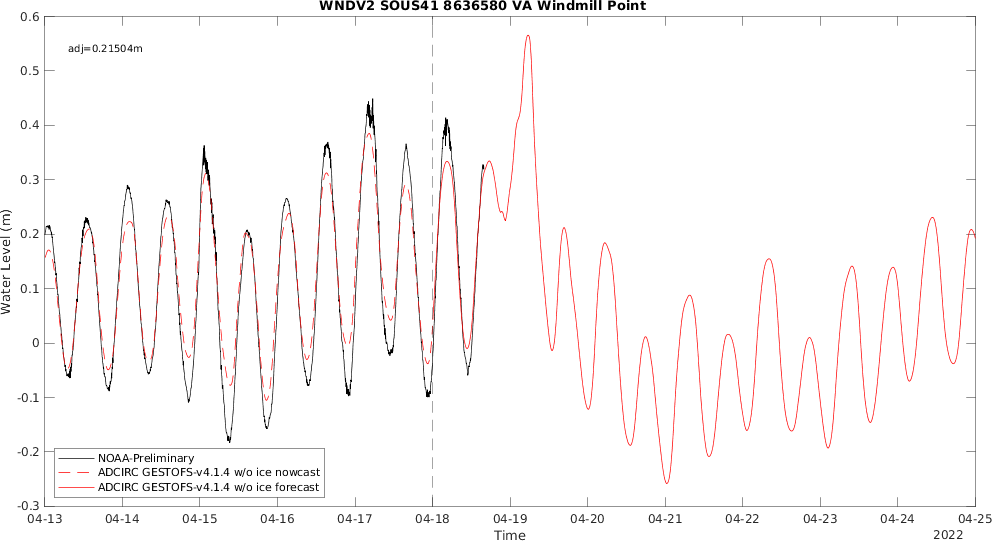 WNDV2 SOUS41 8636580 VA Windmill Point
adj=0.21504m
0.6
0.5
0.4
0.3
0.2
0.1
0
-0.1
-0.2
-0.3
Water Level (m)
NOAA-Preliminary
ADCIRC GESTOFS-v4.1.4 w/o ice nowcast
ADCIRC GESTOFS-v4.1.4 w/o ice forecast
04-13 04-14 04-15 04-16 04-17 04-18 04-19 04-20 04-21 04-22 04-23 04-24 04-25
Time
2022